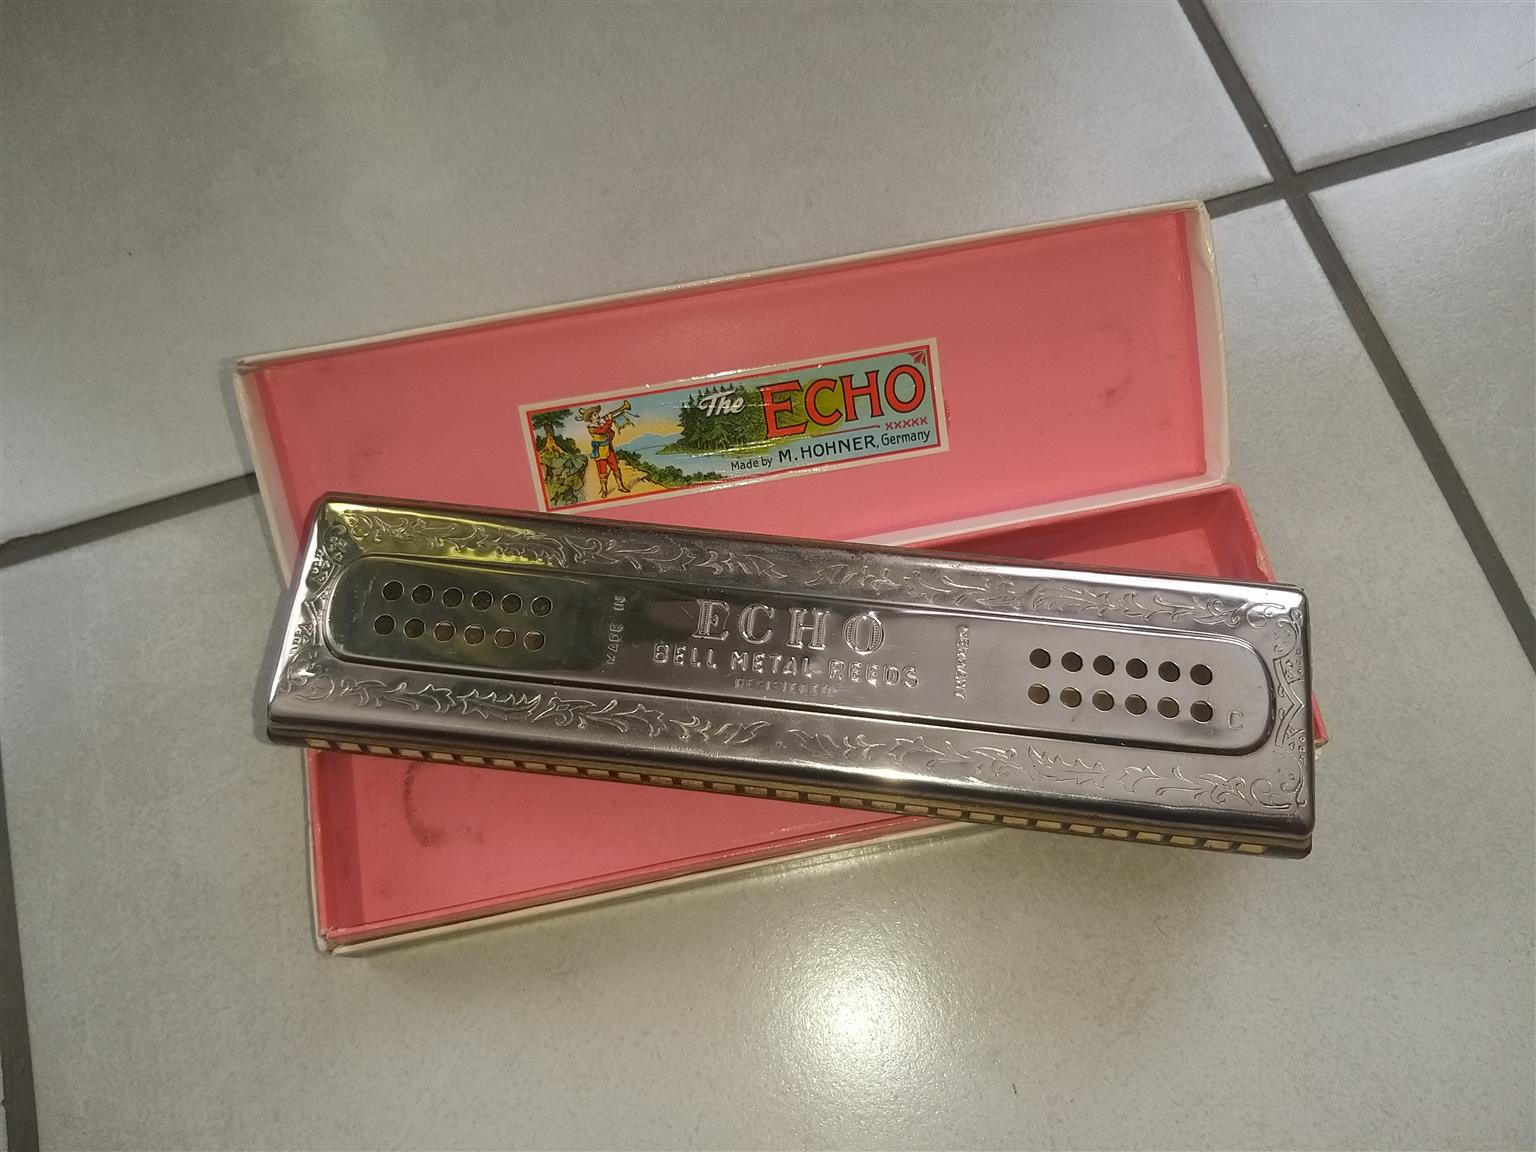 The ECHO
xxxxx
Made by M. HOHNER, Germany
MADE IN
ECHO
BELL METAL REEDS
REGISTERED
GERMANY
C